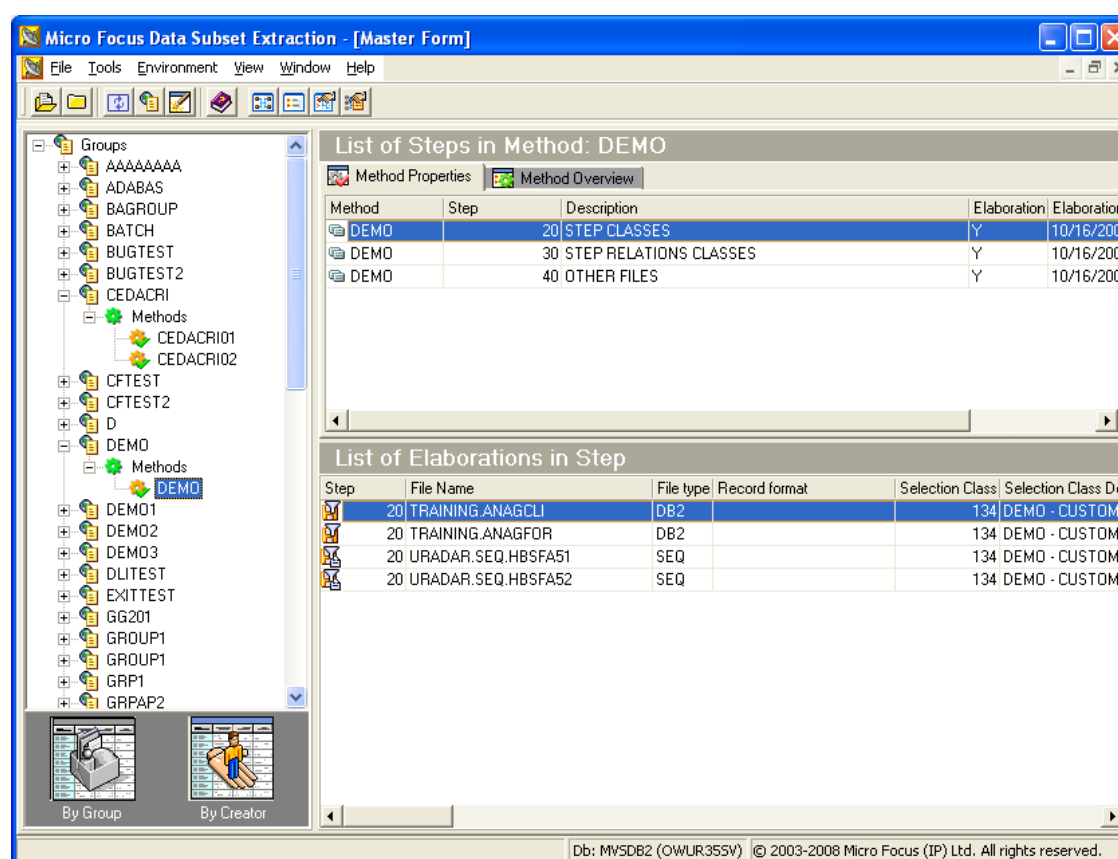 Micro Focus Data Subset Extraction - [Master Form]
File Tools Environment View Window Help
Groups
AAAAAAAA
ADABAS
BAGROUP
BATCH
BUGTEST
BUGTEST2
CEDACRI
Methods
CEDACRI01
CEDACRI02
CFTEST
CFTEST2
D
DEMO
Methods
DEMO
DEMO1
DEMO2
DEMO3
DLITEST
EXITTEST
GG201
GROUP1
GROUP1
GRP1
GRPAP2
By Group By Creator
List of Steps in Method: DEMO
Method Properties Method Overview
Method Step Description Elaboration Elaboration
DEMO 20 STEP CLASSES Y 10/16/200
DEMO 30 STEP RELATIONS CLASSES Y 10/16/200
DEMO 40 OTHER FILES Y 10/16/200
List of Elaborations in Step
Step File Name File type Record format Selection Class Selection Class De
20 TRAINING.ANAGCLI DB2 134 DEMO - CUSTOM
20 TRAINING.ANAGFOR DB2 134 DEMO - CUSTOM
20 URADAR.SEQ.HBSFA51 SEQ 134 DEMO - CUSTOM
20 URADAR.SEQ.HBSFA52 SEQ 134 DEMO - CUSTOM
Db: MVSDB2 (OWUR35SV) © 2003-2008 Micro Focus (IP) Ltd. All rights reserved.